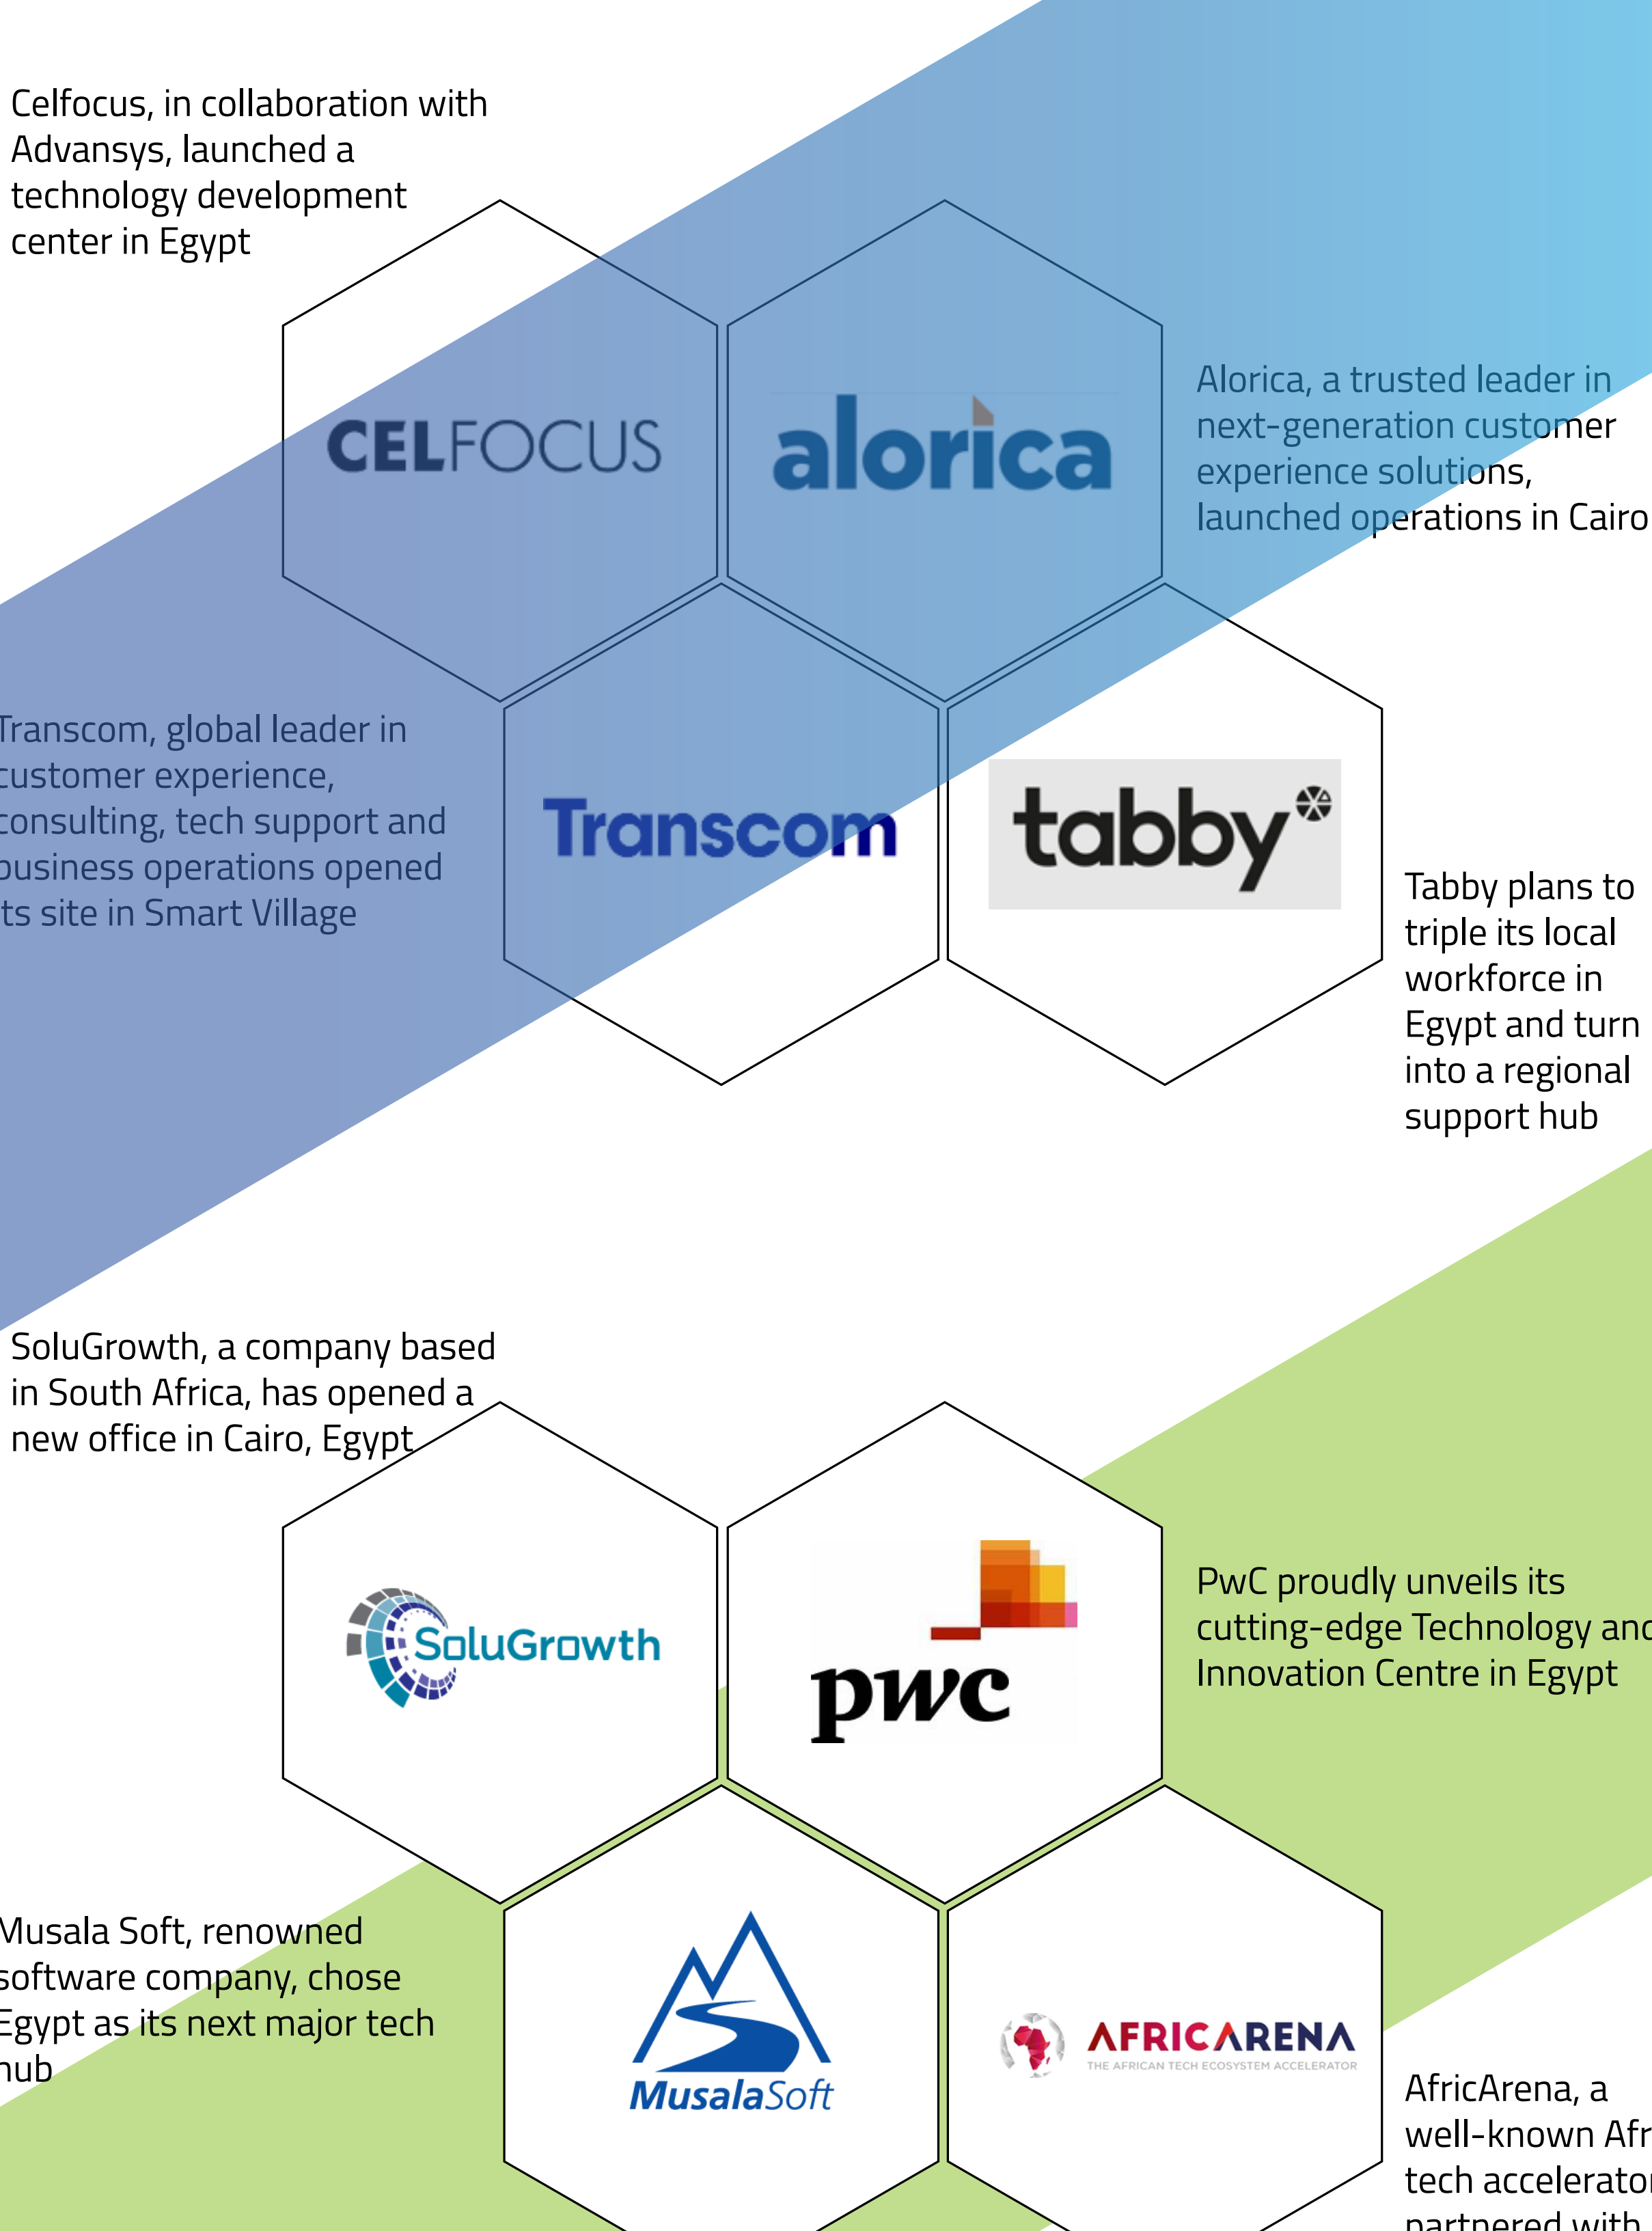 Celfocus, in collaboration with
Advansys, launched a
technology development
center in Egypt
CELFOCUS
alorica
Alorica, a trusted leader in
next-generation customer
experience solutions,
launched operations in Cairo
Transcom, global leader in
customer experience,
consulting, tech support and
business operations opened
its site in Smart Village
Transcom
tabby
Tabby plans to
triple its local
workforce in
Egypt and turn
into a regional
support hub
SoluGrowth, a company based
in South Africa, has opened a
new office in Cairo, Egypt
SoluGrowth
pwc
PwC proudly unveils its
cutting-edge Technology and
Innovation Centre in Egypt
Musala Soft, renowned
software company, chose
Egypt as its next major tech
hub
MusalaSoft
AFRICARENA
THE AFRICAN TECH ECOSYSTEM ACCELERATOR
AfricArena, a
well-known
tech accelerator
partnered with